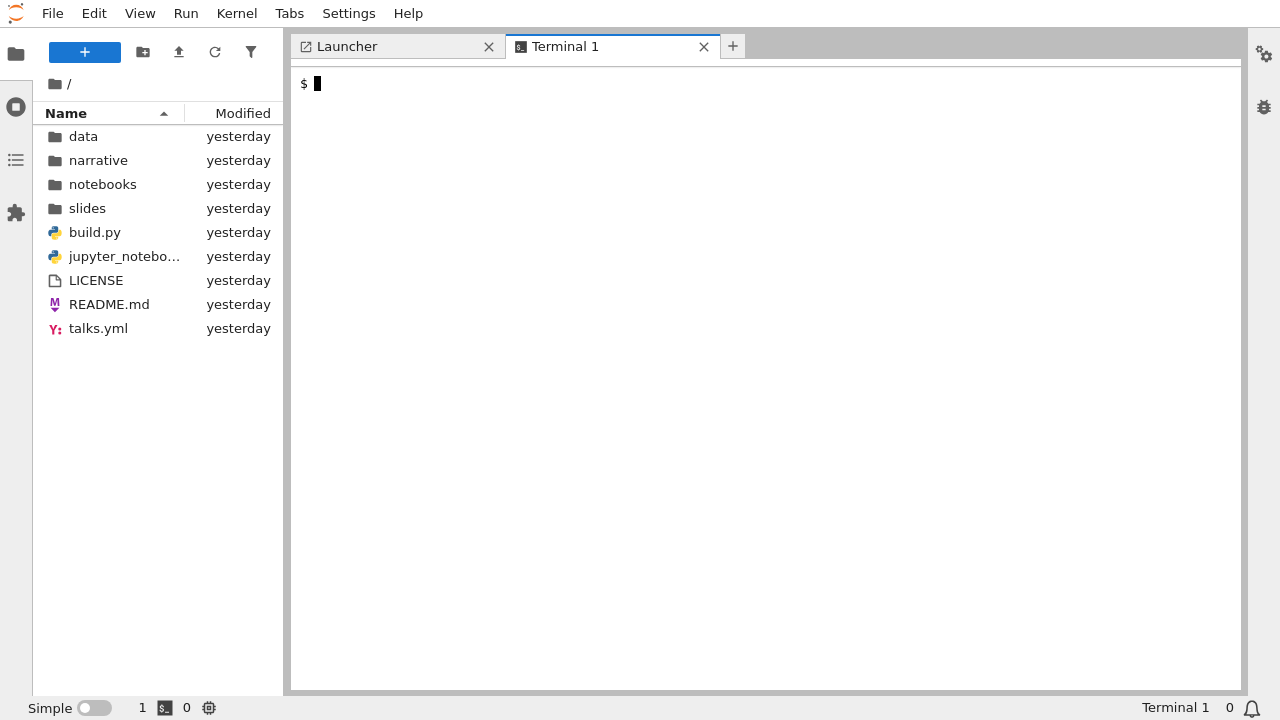 File Edit View Run Kernel Tabs Settings Help
Launcher
Terminal 1
/
Name Modified
data yesterday
narrative yesterday
notebooks yesterday
slides yesterday
build.py yesterday
jupyter_notebo... yesterday
LICENSE yesterday
README.md yesterday
talks.yml yesterday
$
Simple 1 $_ 0 Terminal 1 0